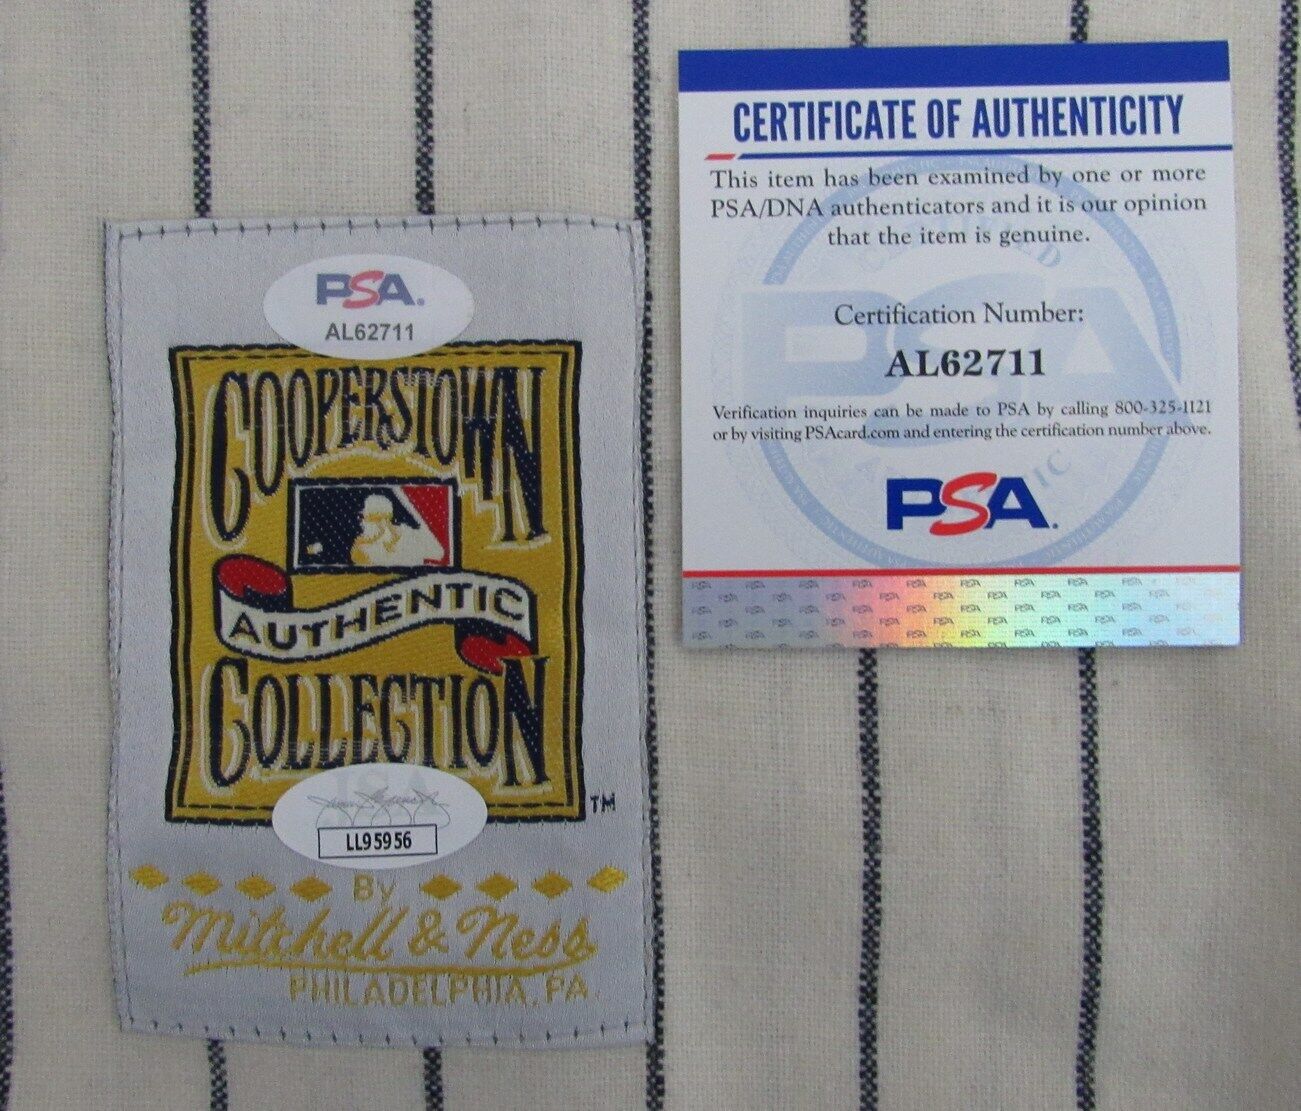 PSA
AL62711
COOPERSTOWN
AUTHENTIC
COLLECTION
TM
LL95956
By
Mitchell & Ness
PHILADELPHIA, PA.
CERTIFICATE OF AUTHENTICITY
This item has been examined by one or more
PSA/DNA authenticators and it is our opinion
that the item is genuine.
Certification Number:
AL62711
Verification inquiries can be made to PSA by calling 800-325-1121
or by visiting PSAcard.com and entering the certification number above.
PSA